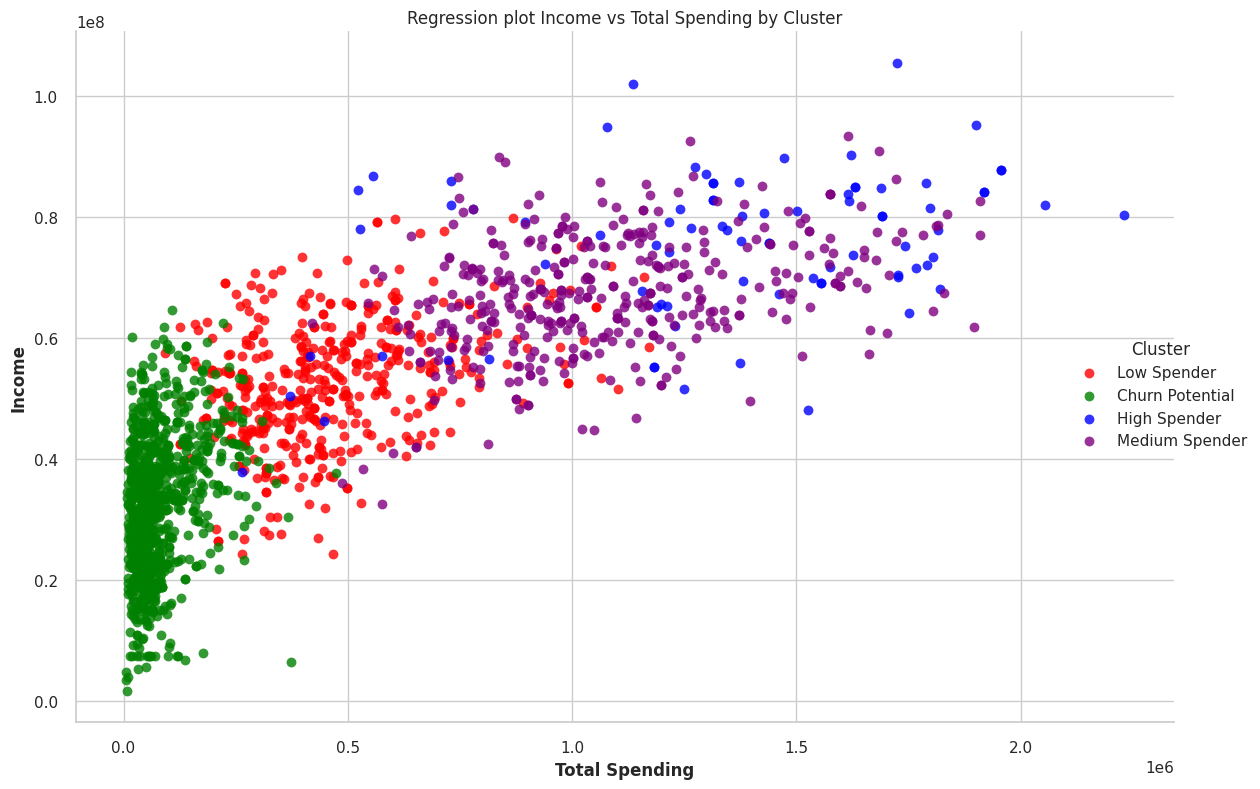 Regression plot Income vs Total Spending by Cluster
1e8
1.0
0.8
0.6
0.4
0.2
0.0
Income
0.0 0.5 1.0 1.5 2.0
1e6
Total Spending
Cluster
Low Spender
Churn Potential
High Spender
Medium Spender